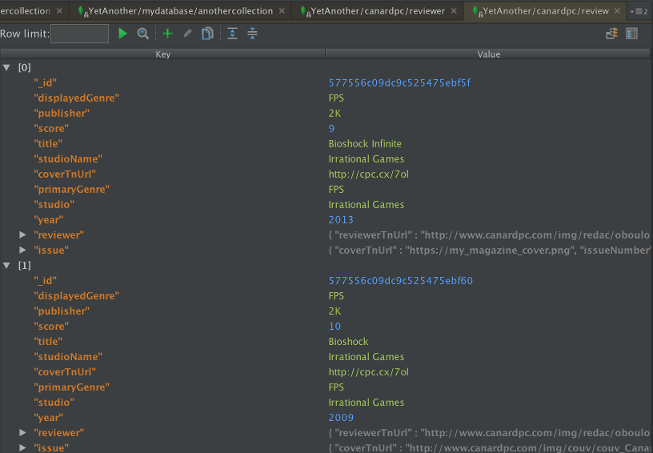 ercollection YetAnother/mydatabase/anothercollection YetAnother/canardpc/reviewer YetAnother/canardpc/review 2
Row limit:
Key Value
[0]
"_id" 577556c09dc9c525475ebf5f
"displayedGenre" FPS
"publisher" 2K
"score" 9
"title" Bioshock Infinite
"studioName" Irrational Games
"coverTnUrl" http://cpc.cx/7ol
"primaryGenre" FPS
"studio" Irrational Games
"year" 2013
"reviewer" { "reviewerTnUrl" : "http://www.canardpc.com/img/redac/oboulo
"issue" { "coverTnUrl" : "https://my_magazine_cover.png", "issueNumber"
[1]
"_id" 577556c09dc9c525475ebf60
"displayedGenre" FPS
"publisher" 2K
"score" 10
"title" Bioshock
"studioName" Irrational Games
"coverTnUrl" http://cpc.cx/7ol
"primaryGenre" FPS
"studio" Irrational Games
"year" 2009
"reviewer" { "reviewerTnUrl" : "http://www.canardpc.com/img/redac/oboulo
"issue" { "coverTnUrl" : "http://www.canardpc.com/img/couv/couv_Cana